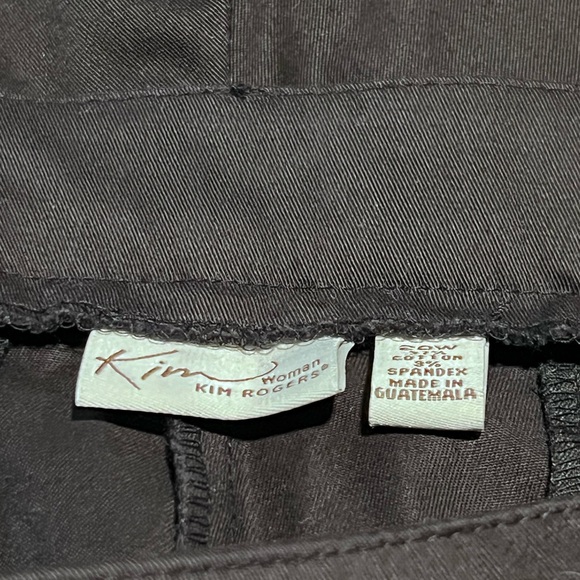 Kim
Woman
KIM ROGERS®
20W
COTTON
3% SPANDEX
MADE IN
GUATEMALA